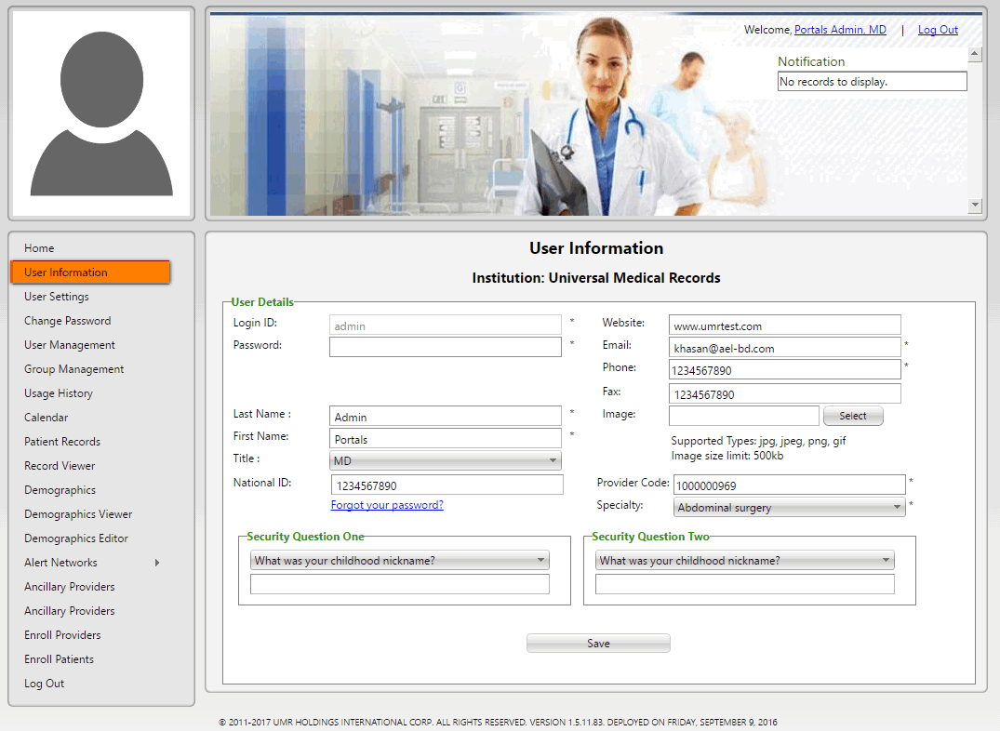 Welcome, Portals Admin, MD | Log Out
Notification
No records to display.
Home
User Information
User Settings
Change Password
User Management
Group Management
Usage History
Calendar
Patient Records
Record Viewer
Demographics
Demographics Viewer
Demographics Editor
Alert Networks
Ancillary Providers
Ancillary Providers
Enroll Providers
Enroll Patients
Log Out
User Information
Institution: Universal Medical Records
User Details
Login ID: admin *
Password: *
Last Name : Admin *
First Name: Portals *
Title : MD
National ID: 1234567890
Forgot your password?
Website: www.umrtest.com
Email: khasan@ael-bd.com *
Phone: 1234567890 *
Fax: 1234567890
Image: Select
Supported Types: jpg, jpeg, png, gif
Image size limit: 500kb
Provider Code: 1000000969 *
Specialty: Abdominal surgery *
Security Question One
What was your childhood nickname?
Security Question Two
What was your childhood nickname?
Save
© 2011-2017 UMR HOLDINGS INTERNATIONAL CORP. ALL RIGHTS RESERVED. VERSION 1.5.11.83. DEPLOYED ON FRIDAY, SEPTEMBER 9, 2016